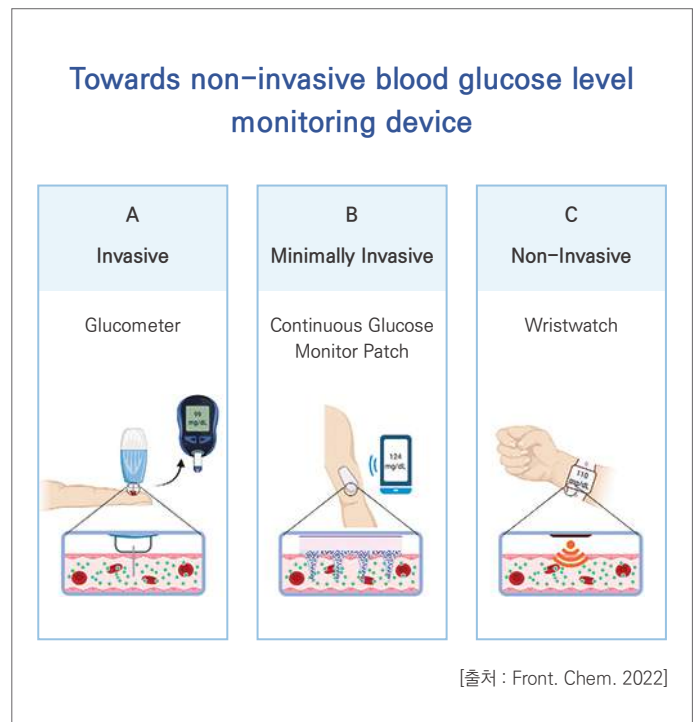 Towards non-invasive blood glucose level
monitoring device
A
Invasive
Glucometer
99
mg/dL
B
Minimally Invasive
Continuous Glucose
Monitor Patch
124
mg/dL
C
Non-Invasive
Wristwatch
110
mg/dL
[출처 : Front. Chem. 2022]